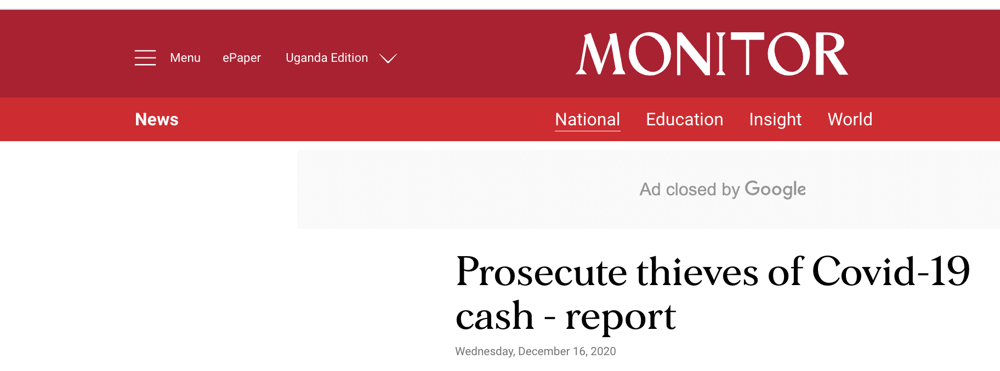 Menu ePaper Uganda Edition MONITOR
News National Education Insight World
Ad closed by Google
Prosecute thieves of Covid-19
cash - report
Wednesday, December 16, 2020